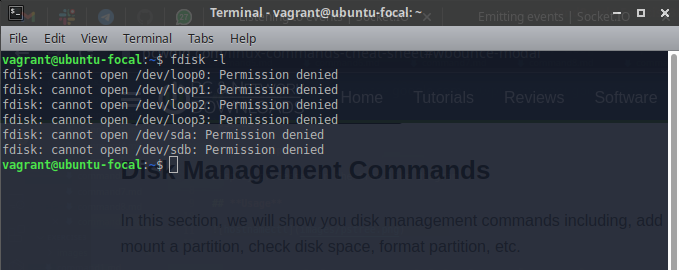 Terminal - vagrant@ubuntu-focal: ~
Emitting events | Socket.IO
File Edit View Terminal Tabs Help
vagrant@ubuntu-focal:~$ fdisk -l
fdisk: cannot open /dev/loop0: Permission denied
fdisk: cannot open /dev/loop1: Permission denied
fdisk: cannot open /dev/loop2: Permission denied
fdisk: cannot open /dev/loop3: Permission denied
fdisk: cannot open /dev/sda: Permission denied
fdisk: cannot open /dev/sdb: Permission denied
vagrant@ubuntu-focal:~$
Home Tutorials Reviews Software
Disk Management Commands
In this section, we will show you disk management commands including, add
mount a partition, check disk space, format partition, etc.